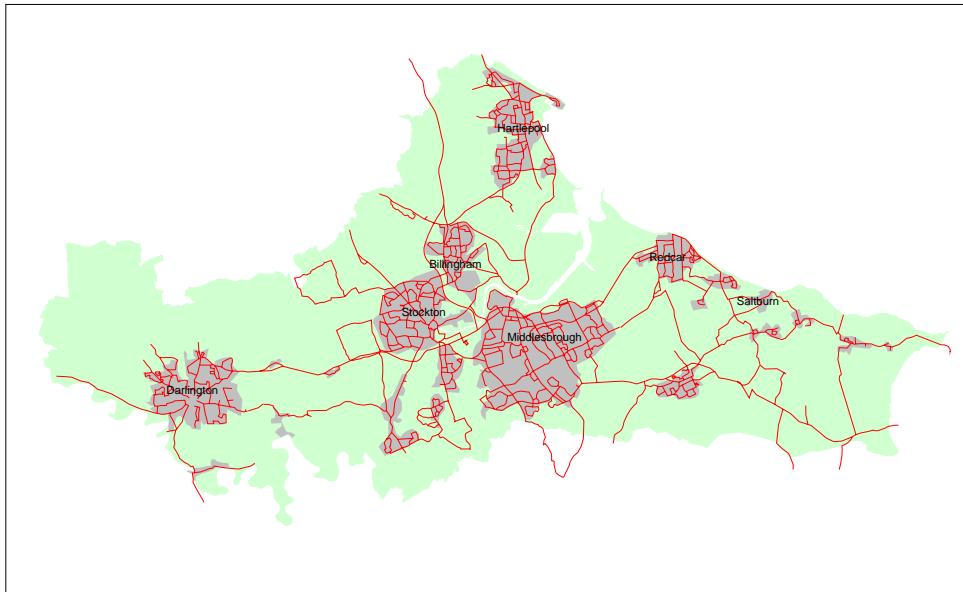 Hartlepool
Billingham
Redcar
Saltburn
Stockton
Middlesbrough
Darlington